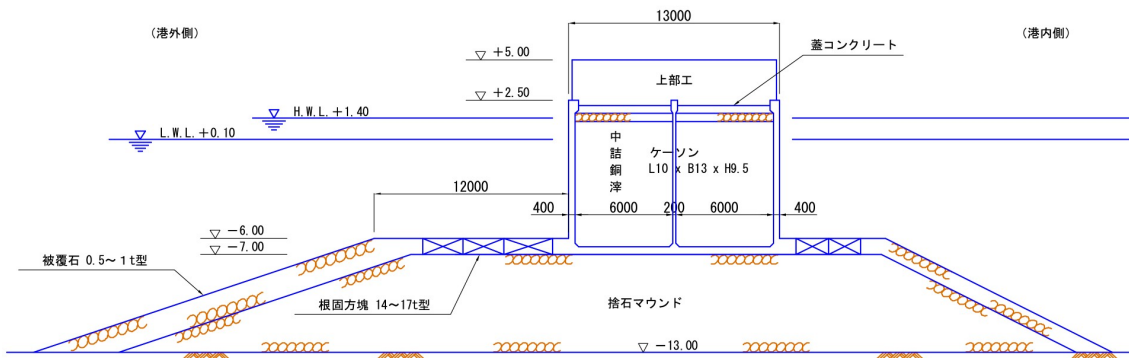 13000
(港外側)
(港内側)
蓋コンクリート
+5.00
上部工
+2.50
H.W.L.+1.40
L.W.L.+0.10
中詰銅滓
ケーソン
L10 x B13 x H9.5
12000
400
6000
200
6000
400
-6.00
-7.00
被覆石 0.5~1t型
根固方塊 14~17t型
捨石マウンド
-13.00